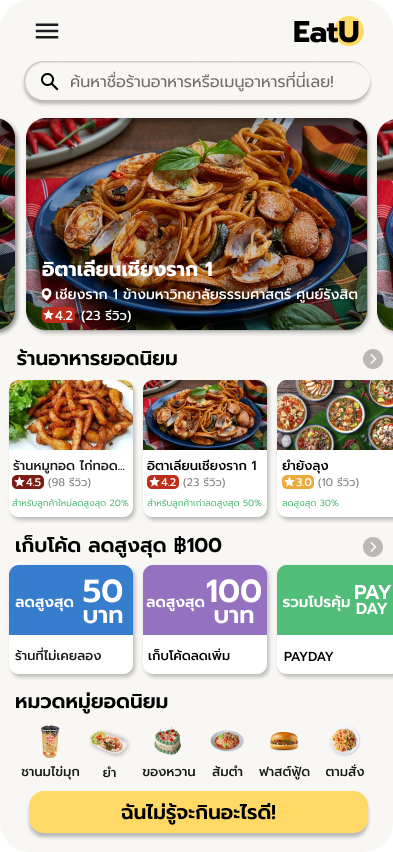 EatU
ค้นหาชื่อร้านอาหารหรือเมนูอาหารที่นี่เลย!
อิตาเลียนเชียงราก 1
เชียงราก 1 ข้างมหาวิทยาลัยธรรมศาสตร์ ศูนย์รังสิต
4.2 (23 รีวิว)
ร้านอาหารยอดนิยม
ร้านหมูทอด ไก่ทอด...
4.5 (98 รีวิว)
สำหรับลูกค้าใหม่ลดสูงสุด 20%
อิตาเลียนเชียงราก 1
4.2 (23 รีวิว)
สำหรับลูกค้าเก่าลดสูงสุด 50%
ยำยังลุง
3.0 (10 รีวิว)
ลดสูงสุด 30%
เก็บโค้ด ลดสูงสุด ฿100
ลดสูงสุด 50
บาท
ร้านที่ไม่เคยลอง
ลดสูงสุด 100
บาท
เก็บโค้ดลดเพิ่ม
รวมโปรคุ้ม PAY
DAY
PAYDAY
หมวดหมู่ยอดนิยม
ชานมไข่มุก ยำ ของหวาน ส้มตำ ฟาสต์ฟู้ด ตามสั่ง
ฉันไม่รู้จะกินอะไรดี!